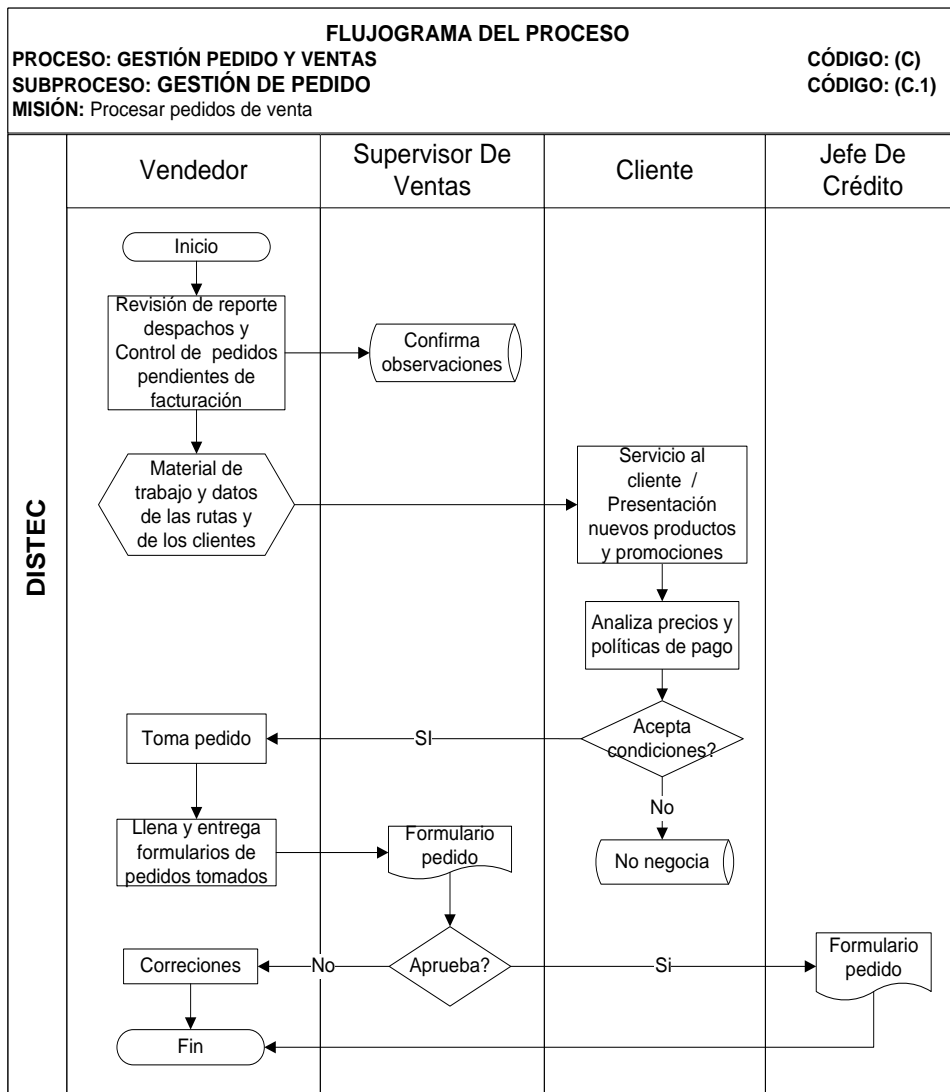 FLUJOGRAMA DEL PROCESO
PROCESO: GESTIÓN PEDIDO Y VENTAS
CÓDIGO: (C)
SUBPROCESO: GESTIÓN DE PEDIDO
CÓDIGO: (C.1)
MISIÓN: Procesar pedidos de venta
DISTEC
Vendedor
Supervisor De
Ventas
Cliente
Jefe De
Crédito
Inicio
Revisión de reporte
despachos y
Control de pedidos
pendientes de
facturación
Confirma
observaciones
Material de
trabajo y datos
de las rutas y
de los clientes
Servicio al
cliente /
Presentación
nuevos productos
y promociones
Analiza precios y
políticas de pago
Acepta
condiciones?
SI
Toma pedido
No
No negocia
Llena y entrega
formularios de
pedidos tomados
Formulario
pedido
Aprueba?
No
Correciones
Si
Formulario
pedido
Fin